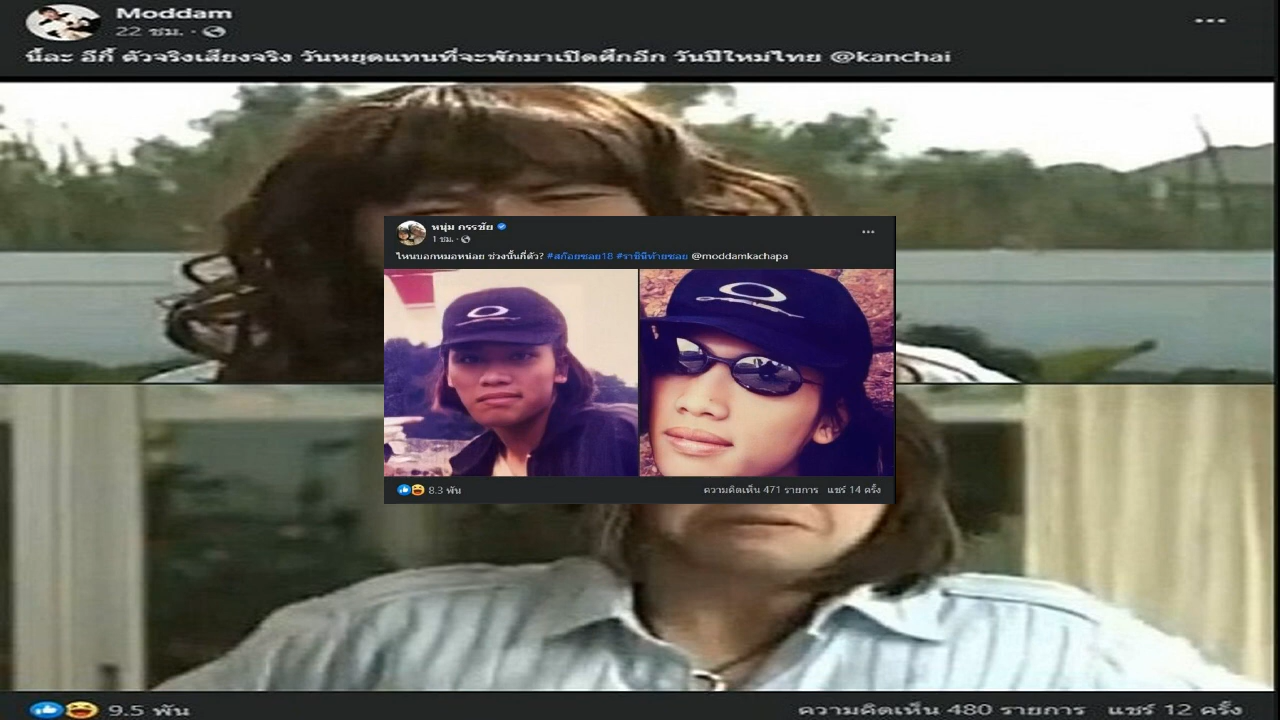 Moddam
22 ชม.
นี้ละ อีกี้ ตัวจริงเสียงจริง วันหยุดแทนที่จะพักมาเปิดศึกอีก วันปีใหม่ไทย @kanchai
หนุ่ม กรรชัย
1 ชม.
ไหนบอกหมอหน่อย ช่วงนั้นกี่ตัว? #สก๊อยซอย18 #ราชินีท้ายซอย @moddamkachapa
8.3 พัน
ความคิดเห็น 471 รายการ แชร์ 14 ครั้ง
9.5 พัน
ความคิดเห็น 480 รายการ แชร์ 12 ครั้ง